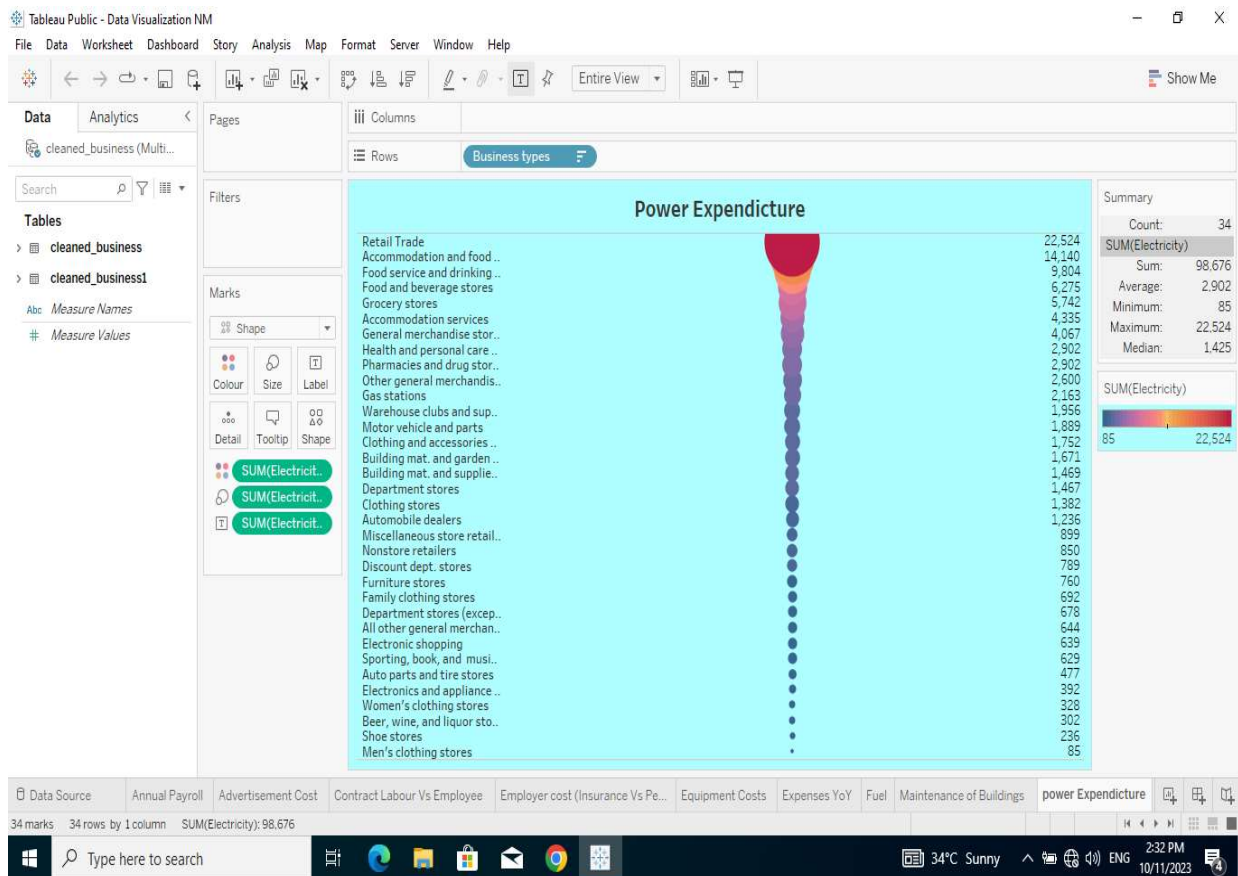 Tableau Public - Data Visualization NM
File Data Worksheet Dashboard Story Analysis Map Format Server Window Help
Entire View
Show Me
Data Analytics
cleaned_business (Multi...
Search
Tables
cleaned_business
cleaned_business1
Abc Measure Names
# Measure Values
Pages
Filters
Marks
Shape
Colour Size Label
Detail Tooltip Shape
SUM(Electricit..
SUM(Electricit..
SUM(Electricit..
iii Columns
Rows Business types
Power Expendicture
Retail Trade 22,524
Accommodation and food .. 14,140
Food service and drinking .. 9,804
Food and beverage stores 6,275
Grocery stores 5,742
Accommodation services 4,335
General merchandise stor.. 4,067
Health and personal care .. 2,902
Pharmacies and drug stor.. 2,902
Other general merchandis.. 2,600
Gas stations 2,163
Warehouse clubs and sup.. 1,956
Motor vehicle and parts 1,889
Clothing and accessories .. 1,752
Building mat. and garden .. 1,671
Building mat. and supplie.. 1,469
Department stores 1,467
Clothing stores 1,382
Automobile dealers 1,236
Miscellaneous store retail.. 899
Nonstore retailers 850
Discount dept. stores 789
Furniture stores 760
Family clothing stores 692
Department stores (excep.. 678
All other general merchan.. 644
Electronic shopping 639
Sporting, book, and musi.. 629
Auto parts and tire stores 477
Electronics and appliance .. 392
Women's clothing stores 328
Beer, wine, and liquor sto.. 302
Shoe stores 236
Men's clothing stores 85
Summary
Count: 34
SUM(Electricity)
Sum: 98,676
Average: 2,902
Minimum: 85
Maximum: 22,524
Median: 1,425
SUM(Electricity)
85 22,524
Data Source Annual Payroll Advertisement Cost Contract Labour Vs Employee Employer cost (Insurance Vs Pe... Equipment Costs Expenses YoY Fuel Maintenance of Buildings power Expendicture
34 marks 34 rows by 1 column SUM(Electricity): 98,676
Type here to search
34°C Sunny ENG
2:32 PM
10/11/2023
4